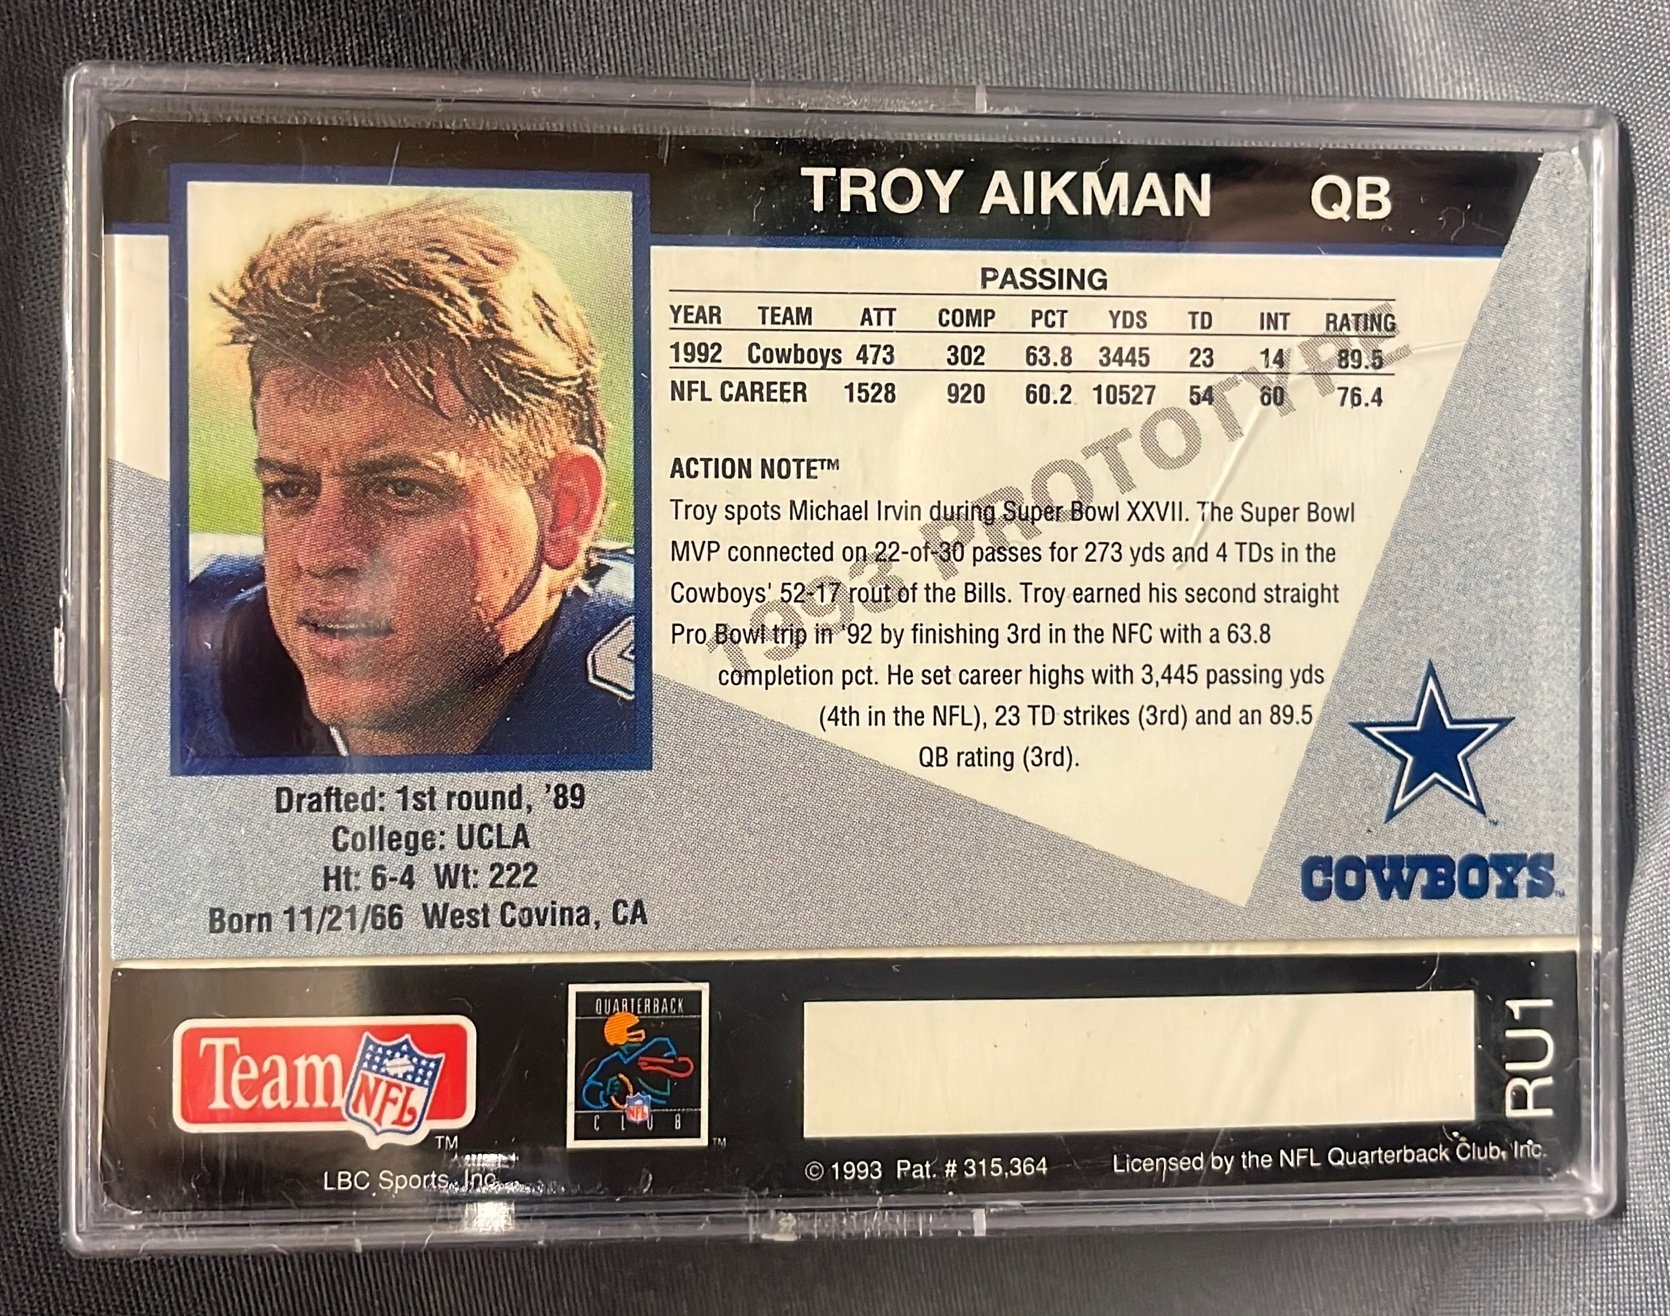 TROY AIKMAN QB
PASSING
YEAR TEAM ATT COMP PCT YDS TD INT RATING
1992 Cowboys 473 302 63.8 3445 23 14 89.5
NFL CAREER 1528 920 60.2 10527 54 60 76.4
1993 PROTOTYPE
ACTION NOTE™
Troy spots Michael Irvin during Super Bowl XXVII. The Super Bowl
MVP connected on 22-of-30 passes for 273 yds and 4 TDs in the
Cowboys' 52-17 rout of the Bills. Troy earned his second straight
Pro Bowl trip in '92 by finishing 3rd in the NFC with a 63.8
completion pct. He set career highs with 3,445 passing yds
(4th in the NFL), 23 TD strikes (3rd) and an 89.5
QB rating (3rd).
Drafted: 1st round, '89
College: UCLA
Ht: 6-4 Wt: 222
Born 11/21/66 West Covina, CA
COWBOYS™
Team NFL™
LBC Sports, Inc.
QUARTERBACK
NFL
CLUB™
© 1993 Pat. # 315,364
Licensed by the NFL Quarterback Club, Inc.
RU1